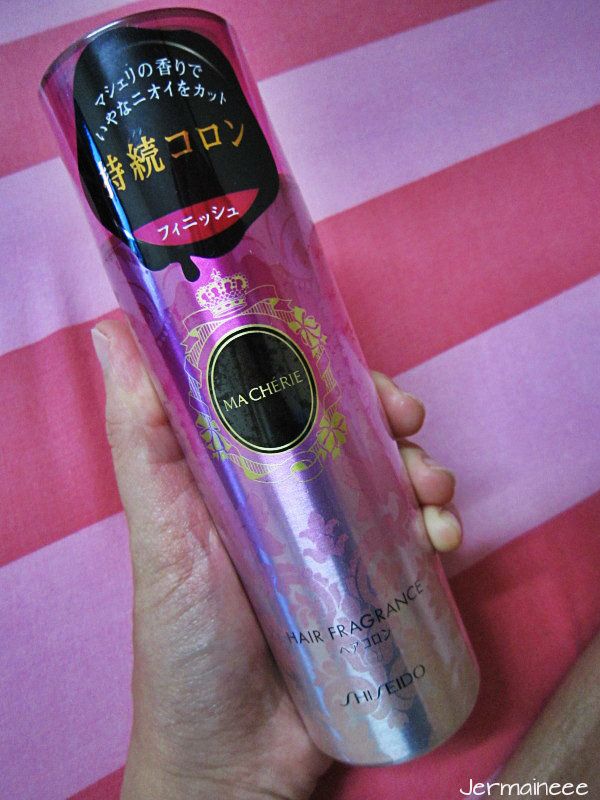 マシェリの香りで
いやなニオイをカット
持続コロン
フィニッシュ
MA CHÉRIE
HAIR FRAGRANCE
ヘアコロン
SHISEIDO
Jermaineee